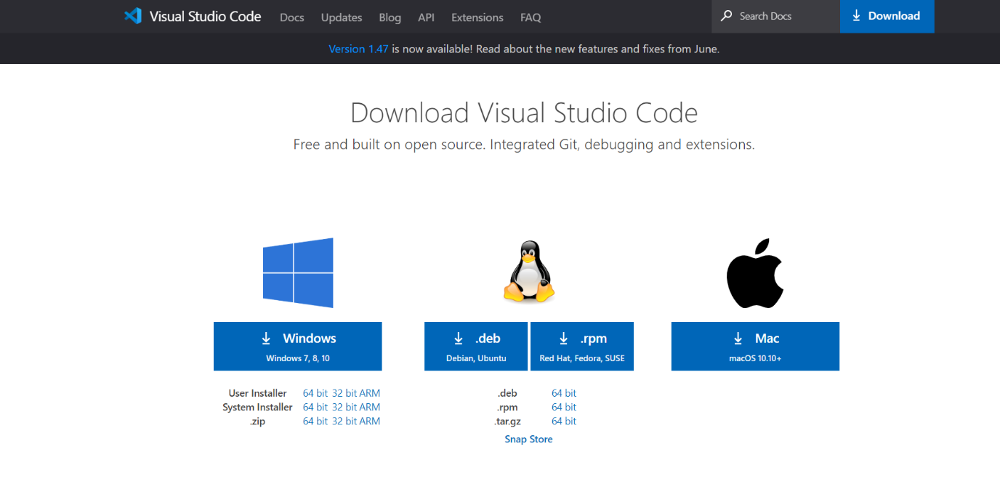 Visual Studio Code Docs Updates Blog API Extensions FAQ Search Docs Download
Version 1.47 is now available! Read about the new features and fixes from June.
Download Visual Studio Code
Free and built on open source. Integrated Git, debugging and extensions.
Windows
Windows 7, 8, 10
User Installer 64 bit 32 bit ARM
System Installer 64 bit 32 bit ARM
.zip 64 bit 32 bit ARM
.deb
Debian, Ubuntu
.rpm
Red Hat, Fedora, SUSE
.deb 64 bit
.rpm 64 bit
.tar.gz 64 bit
Snap Store
Mac
macOS 10.10+